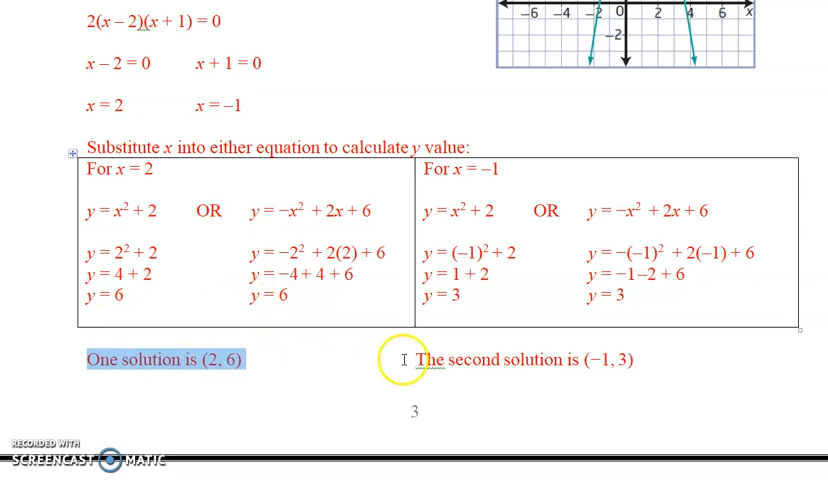 2(x – 2)(x + 1) = 0
x – 2 = 0 x + 1 = 0
x = 2 x = –1
-6 -4 -2 0 2 4 6 x
-2
Substitute x into either equation to calculate y value:
For x = 2
y = x² + 2 OR y = –x² + 2x + 6
y = 2² + 2 y = –2² + 2(2) + 6
y = 4 + 2 y = –4 + 4 + 6
y = 6 y = 6
For x = –1
y = x² + 2 OR y = –x² + 2x + 6
y = (–1)² + 2 y = –(–1)² + 2(–1) + 6
y = 1 + 2 y = –1–2 + 6
y = 3 y = 3
One solution is (2, 6) The second solution is (−1, 3)
3
RECORDED WITH
SCREENCAST MATIC